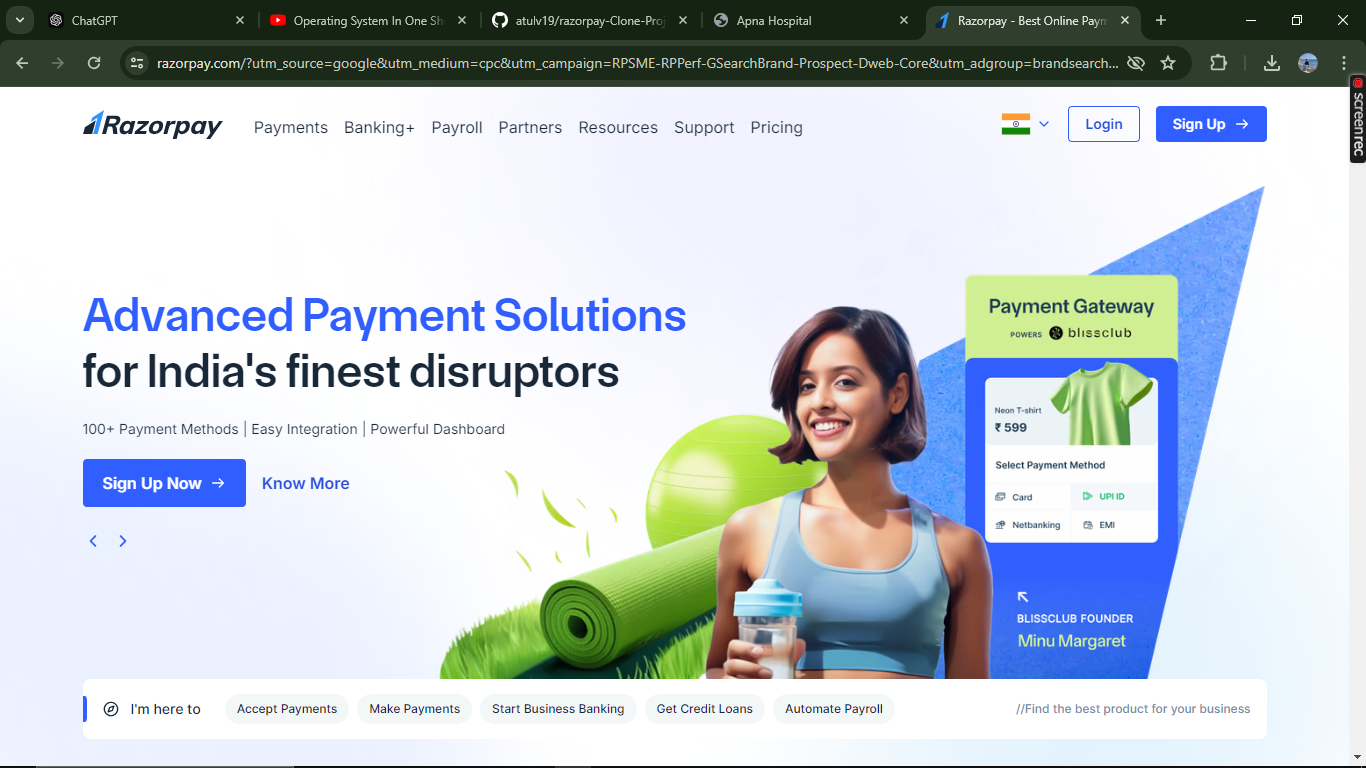 ChatGPT
Operating System In One Sh
atulv19/razorpay-Clone-Proj
Apna Hospital
Razorpay - Best Online Paym
razorpay.com/?utm_source=google&utm_medium=cpc&utm_campaign=RPSME-RPPerf-GSearchBrand-Prospect-Dweb-Core&utm_adgroup=brandsearch...
screenrec
Razorpay
Payments Banking+ Payroll Partners Resources Support Pricing
Login
Sign Up →
Advanced Payment Solutions
for India's finest disruptors
100+ Payment Methods | Easy Integration | Powerful Dashboard
Sign Up Now →
Know More
Payment Gateway
POWERS blissclub
Neon T-shirt
₹ 599
Select Payment Method
Card
UPI ID
Netbanking
EMI
BLISSCLUB FOUNDER
Minu Margaret
I'm here to
Accept Payments
Make Payments
Start Business Banking
Get Credit Loans
Automate Payroll
//Find the best product for your business